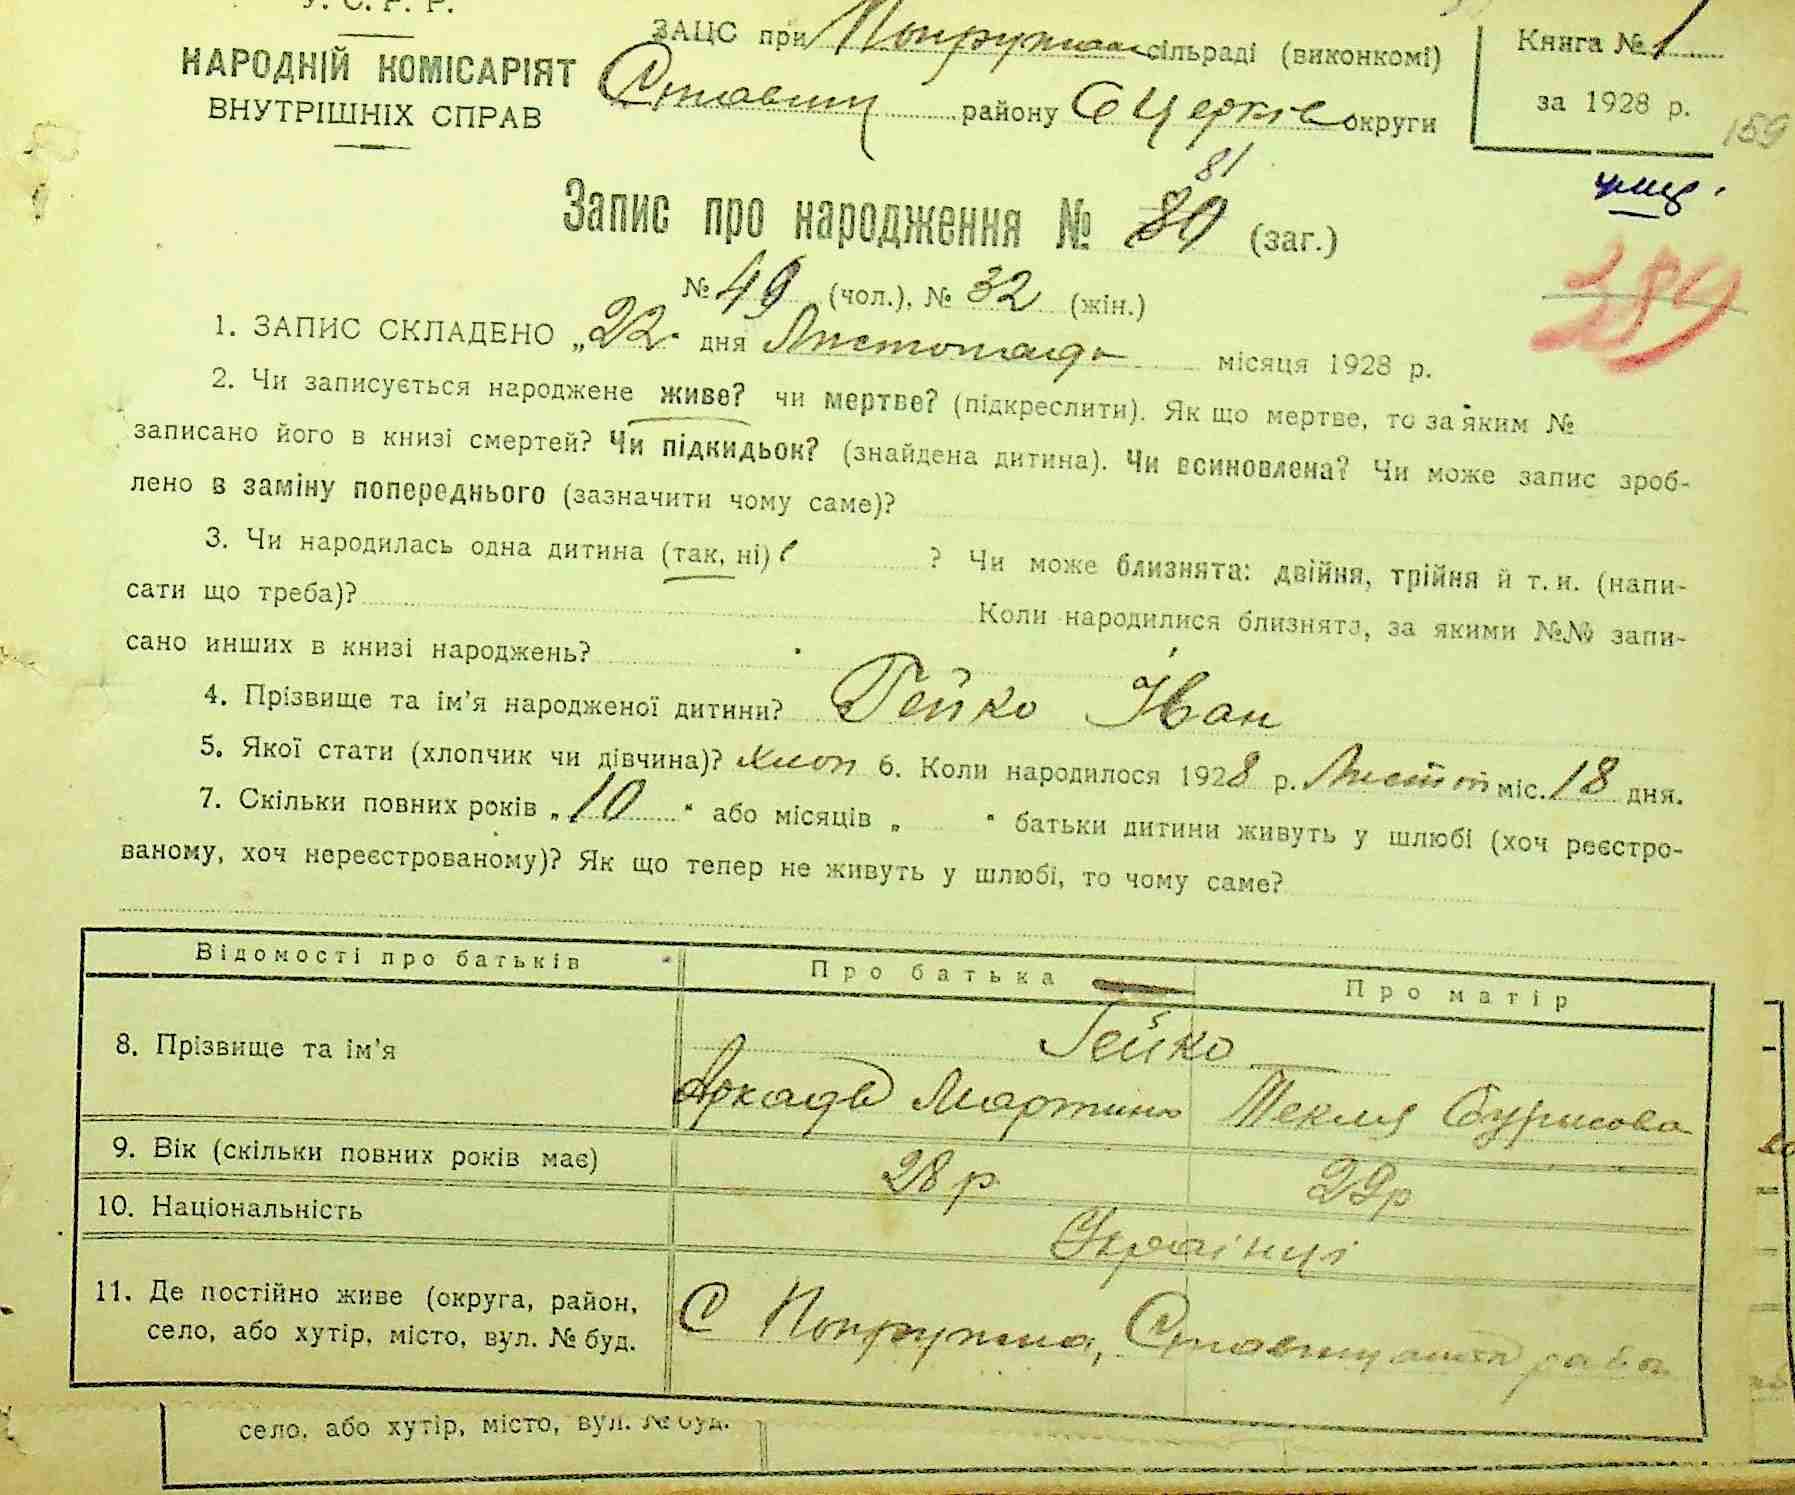 У. С. Р. Р.
НАРОДНІЙ КОМІСАРІЯТ
ВНУТРІШНІХ СПРАВ
ЗАЦС при сільраді (виконкомі)
Ставищ району Б Церків округи
Книга № 1
за 1928 р.
159
81
Запис про народження № 80 (заг.)
389
№ 49 (чол.), № 32 (жін.)
1. ЗАПИС СКЛАДЕНО „22" дня Листопада місяця 1928 р.
2. Чи записується народжене живе? чи мертве? (підкреслити). Як що мертве, то за яким №
записано його в книзі смертей? Чи підкидьок? (знайдена дитина). Чи всиновлена? Чи може запис зроб-
лено в заміну попереднього (зазначити чому саме)?
3. Чи народилась одна дитина (так, ні) ? Чи може близнята: двійня, трійня й т. и. (напи-
сати що треба)? Коли народилися близнята, за якими №№ запи-
сано инших в книзі народжень?
4. Прізвище та ім'я народженої дитини? Гейко Іван
5. Якої стати (хлопчик чи дівчина)? хлоп 6. Коли народилося 1928 р. Листоп міс. 18 дня.
7. Скільки повних років „10" або місяців „ " батьки дитини живуть у шлюбі (хоч реєстро-
ваному, хоч нереєстрованому)? Як що тепер не живуть у шлюбі, то чому саме?
Відомості про батьків Про батька Про матір
8. Прізвище та ім'я Гейко
Аркадій Мартинов Текля
9. Вік (скільки повних років має) 28 р 29 р
10. Національність Українці
11. Де постійно живе (округа, район,
село, або хутір, місто, вул. № буд.
С Ставищанськ
село, або хутір, місто, вул. № буд.